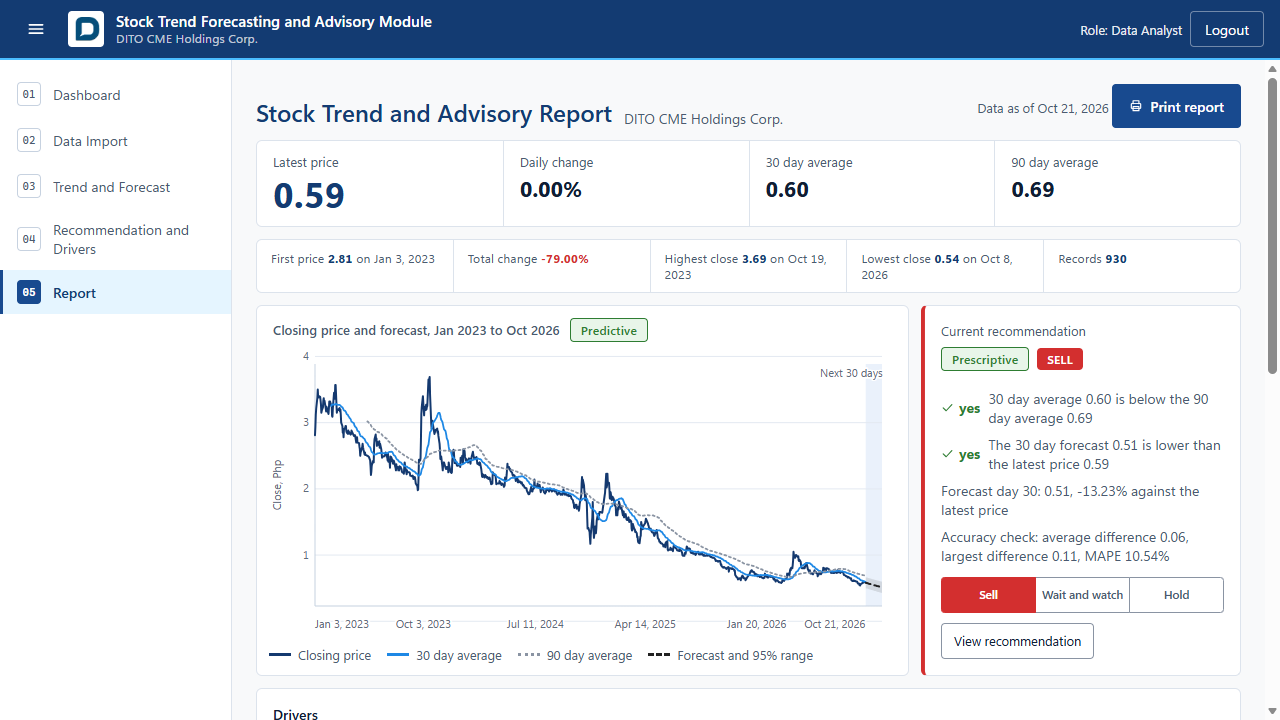 Stock Trend Forecasting and Advisory Module
DITO CME Holdings Corp.
Role: Data Analyst
Logout
01 Dashboard
02 Data Import
03 Trend and Forecast
04 Recommendation and
Drivers
05 Report
Stock Trend and Advisory Report DITO CME Holdings Corp.
Data as of Oct 21, 2026
Print report
Latest price
0.59
Daily change
0.00%
30 day average
0.60
90 day average
0.69
First price 2.81 on Jan 3, 2023
Total change -79.00%
Highest close 3.69 on Oct 19,
2023
Lowest close 0.54 on Oct 8,
2026
Records 930
Closing price and forecast, Jan 2023 to Oct 2026 Predictive
Next 30 days
4
3
2
1
Close, Php
Jan 3, 2023 Oct 3, 2023 Jul 11, 2024 Apr 14, 2025 Jan 20, 2026 Oct 21, 2026
Closing price 30 day average 90 day average Forecast and 95% range
Current recommendation
Prescriptive SELL
yes 30 day average 0.60 is below the 90
day average 0.69
yes The 30 day forecast 0.51 is lower than
the latest price 0.59
Forecast day 30: 0.51, -13.23% against the
latest price
Accuracy check: average difference 0.06,
largest difference 0.11, MAPE 10.54%
Sell Wait and watch Hold
View recommendation
Drivers